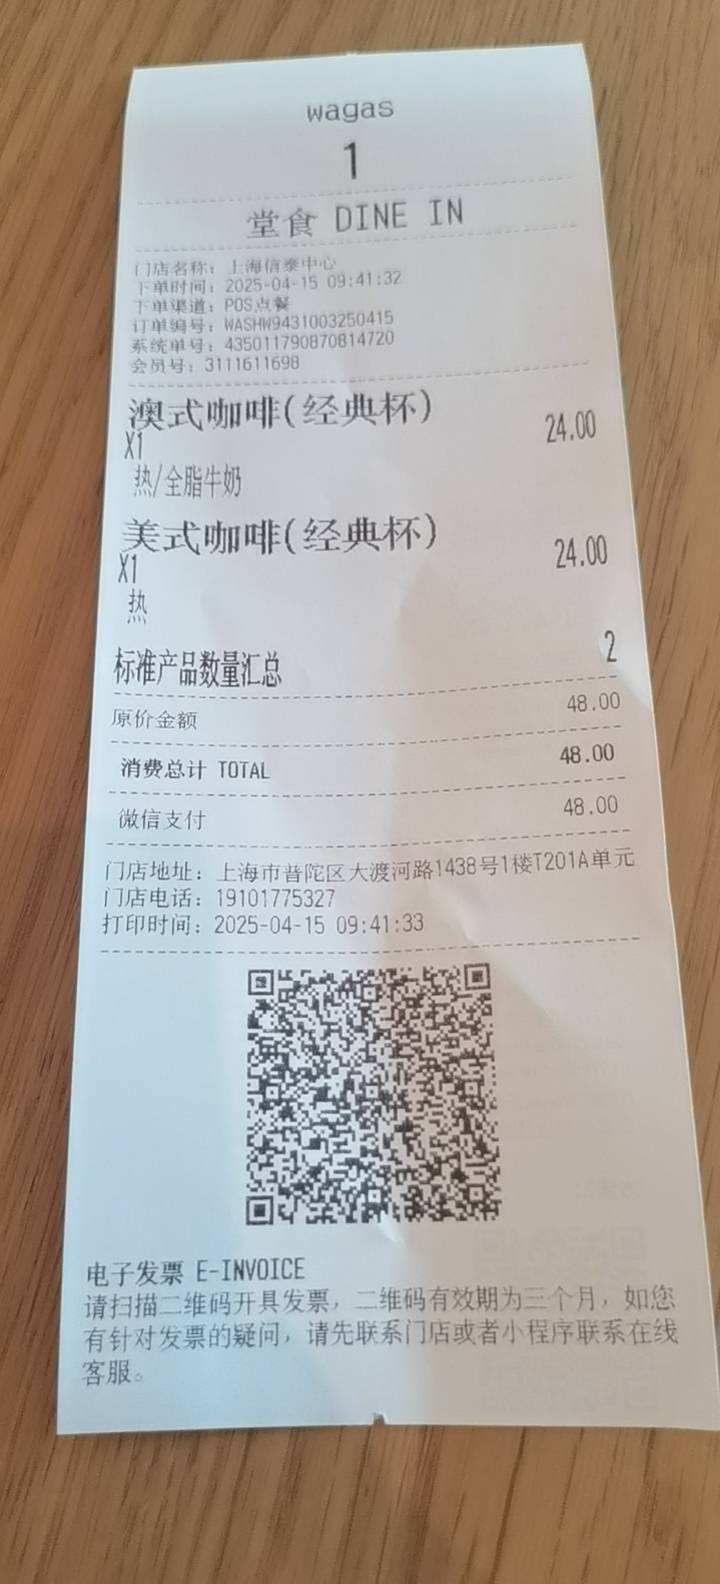 wagas
1
堂食 DINE IN
门店名称：上海信泰中心
下单时间：2025-04-15 09:41:32
下单渠道：POS点餐
订单编号：WASHW9431003250415
系统单号：435011790870814720
会员号：3111611698
澳式咖啡(经典杯) 24.00
X1
热/全脂牛奶
美式咖啡(经典杯) 24.00
X1
热
标准产品数量汇总 2
原价金额 48.00
消费总计 TOTAL 48.00
微信支付 48.00
门店地址：上海市普陀区大渡河路1438号1楼T201A单元
门店电话：19101775327
打印时间：2025-04-15 09:41:33
电子发票 E-INVOICE
请扫描二维码开具发票，二维码有效期为三个月，如您
有针对发票的疑问，请先联系门店或者小程序联系在线
客服。